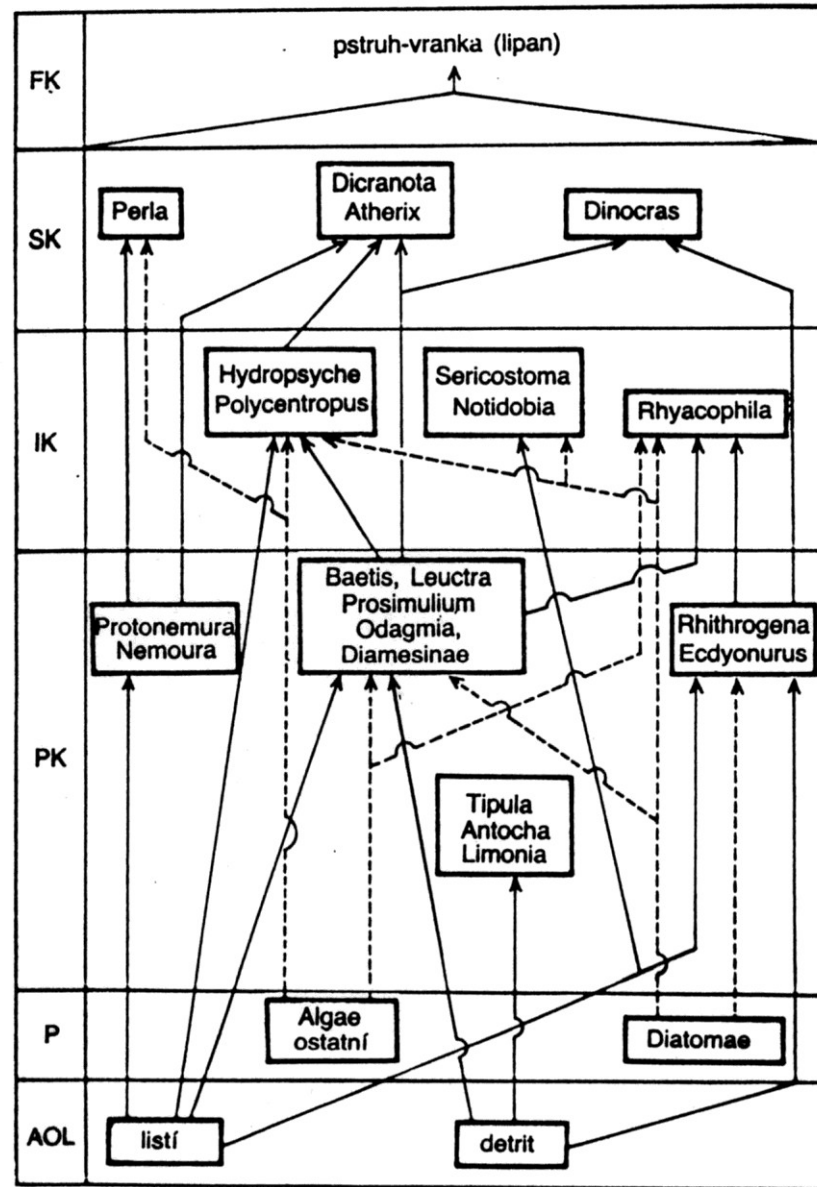 FK
pstruh-vranka (lipan)
SK
Perla
Dicranota
Atherix
Dinocras
IK
Hydropsyche
Polycentropus
Sericostoma
Notidobia
Rhyacophila
PK
Protonemura
Nemoura
Baetis, Leuctra
Prosimulium
Odagmia,
Diamesinae
Rhithrogena
Ecdyonurus
Tipula
Antocha
Limonia
P
Algae
ostatní
Diatomae
AOL
listí
detrit